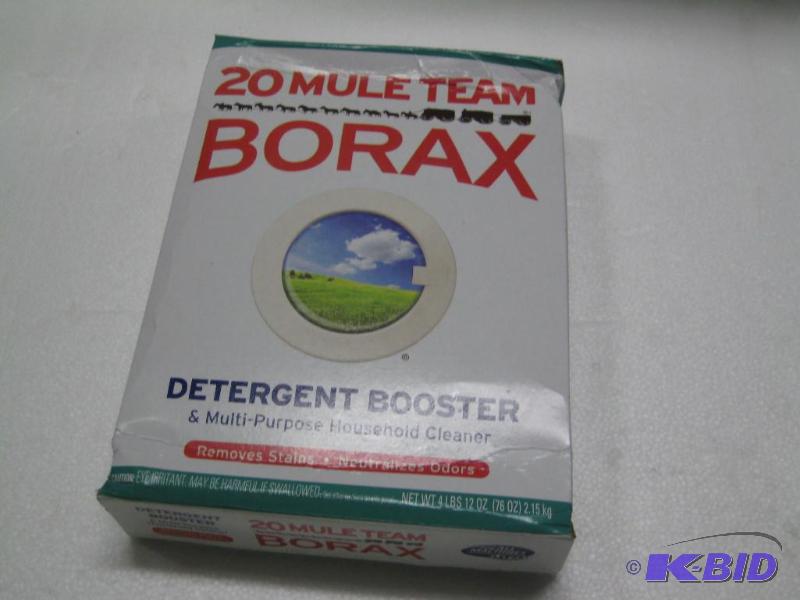 20 MULE TEAM
BORAX
®
DETERGENT BOOSTER
& Multi-Purpose Household Cleaner
Removes Stains • Neutralizes Odors
CAUTION: EYE IRRITANT. MAY BE HARMFUL IF SWALLOWED.
NET WT 4 LBS 12 OZ (76 OZ) 2.15 kg
DETERGENT
BOOSTER
20 MULE TEAM
BORAX
© K-BID